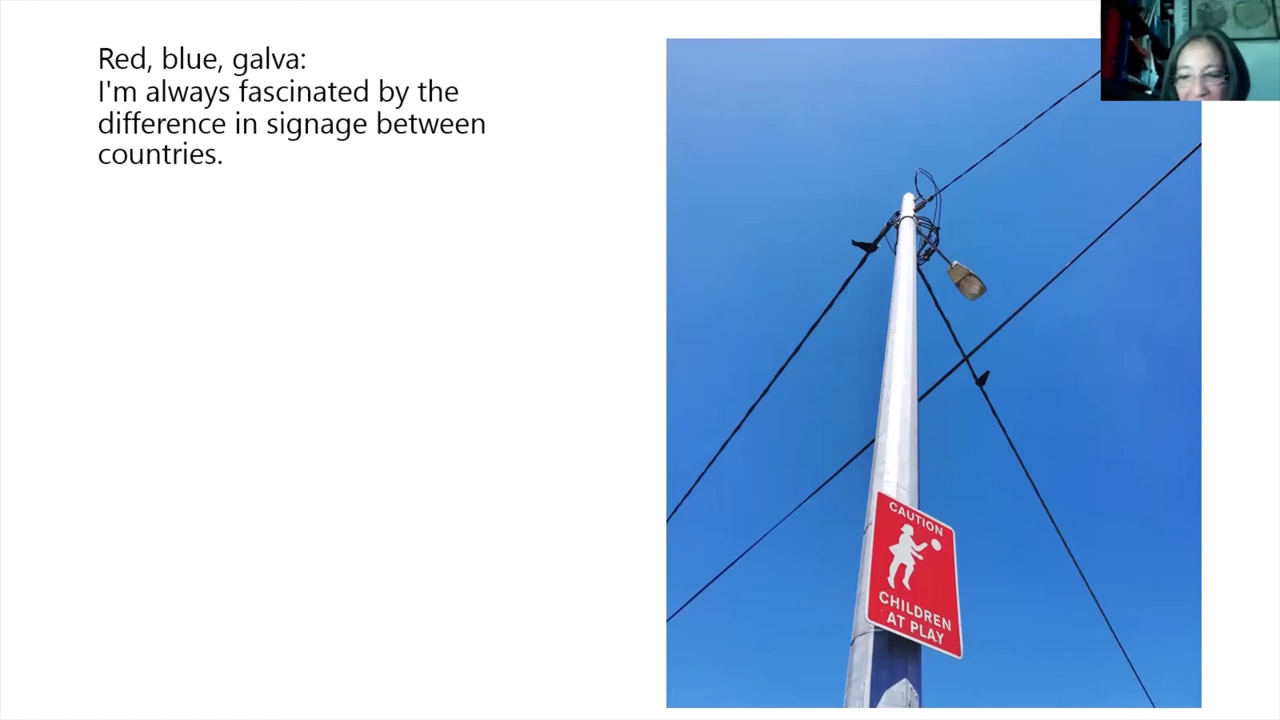 Red, blue, galva:
I'm always fascinated by the
difference in signage between
countries.
CAUTION
CHILDREN
AT PLAY